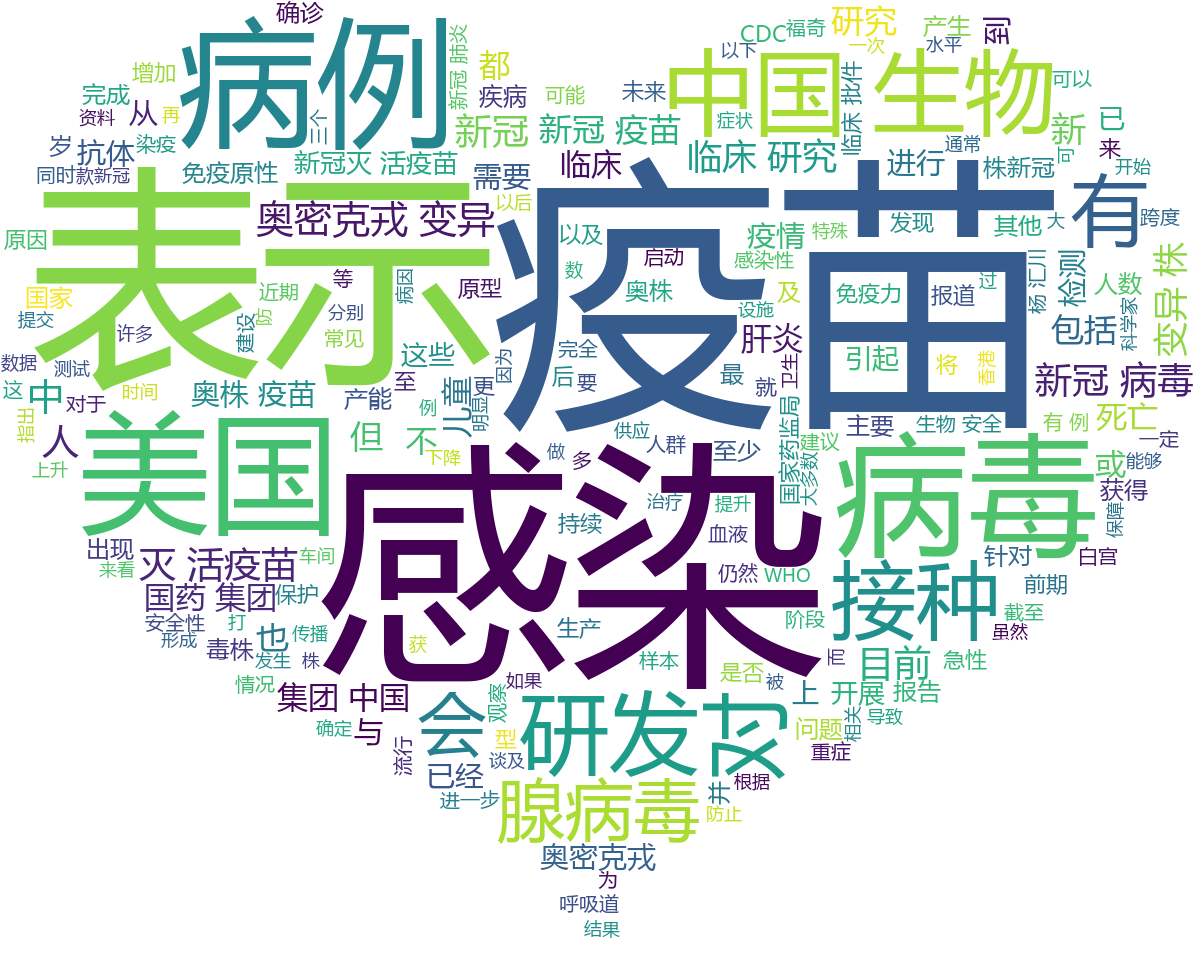 确诊
病例
新冠 肺炎
都
CDC
福奇
研究
产生
到
以下
一次
水平
增加
完成
资料
从
再
三个
疾病
可能
未来
中国 生物
可以
症状
临床 批件
岁
抗体
染疫
新冠
新冠 疫苗
新
已
来
可
同时
款新冠
免疫原性
新冠灭 活疫苗
需要
临床
临床 研究
进行
通常
株新冠
开始
表示
奥密克戎 变异
以后
疫苗
有
跨度
原因
以及
疫情
特殊
发现
其他
大
国家
近期
等
病因
原型
数
启动
感染性
奥株
设施
及
免疫力
报道
过
杨 汇川
检测
人数
变异 株
提交
许多
建设
防
分别
常见
这些
因为
完全
肝炎
引起
将
香港
包括
科学家
数据
测试
这
中
对于
时间
奥株 疫苗
产能
至
儿童
更
明显
后
要
最
就
卫生
新冠 病毒
指出
人
上升
美国
但
不
例
下降
做
供应
多
人群
至少
国家药监局
建议
大多数
主要
生物 安全
有 例
死亡
一定
或
能够
获得
保障
感染
持续
治疗
提升
血液
病毒
出现
来看
灭 活疫苗
车间
仍然
WHO
针对
白宫
国药 集团
保护
接种
前期
截至
虽然
安全性
形成
打
毒株
也
传播
发生
株
获
生产
阶段
样本
是否
被
而
目前
急性
情况
集团 中国
如果
观察
上
开展
报告
确定
与
会
型
研发
对
问题
相关
导致
流行
已经
谈及
重症
进一步
根据
并
腺病毒
防止
奥密克戎
为
呼吸道
结果